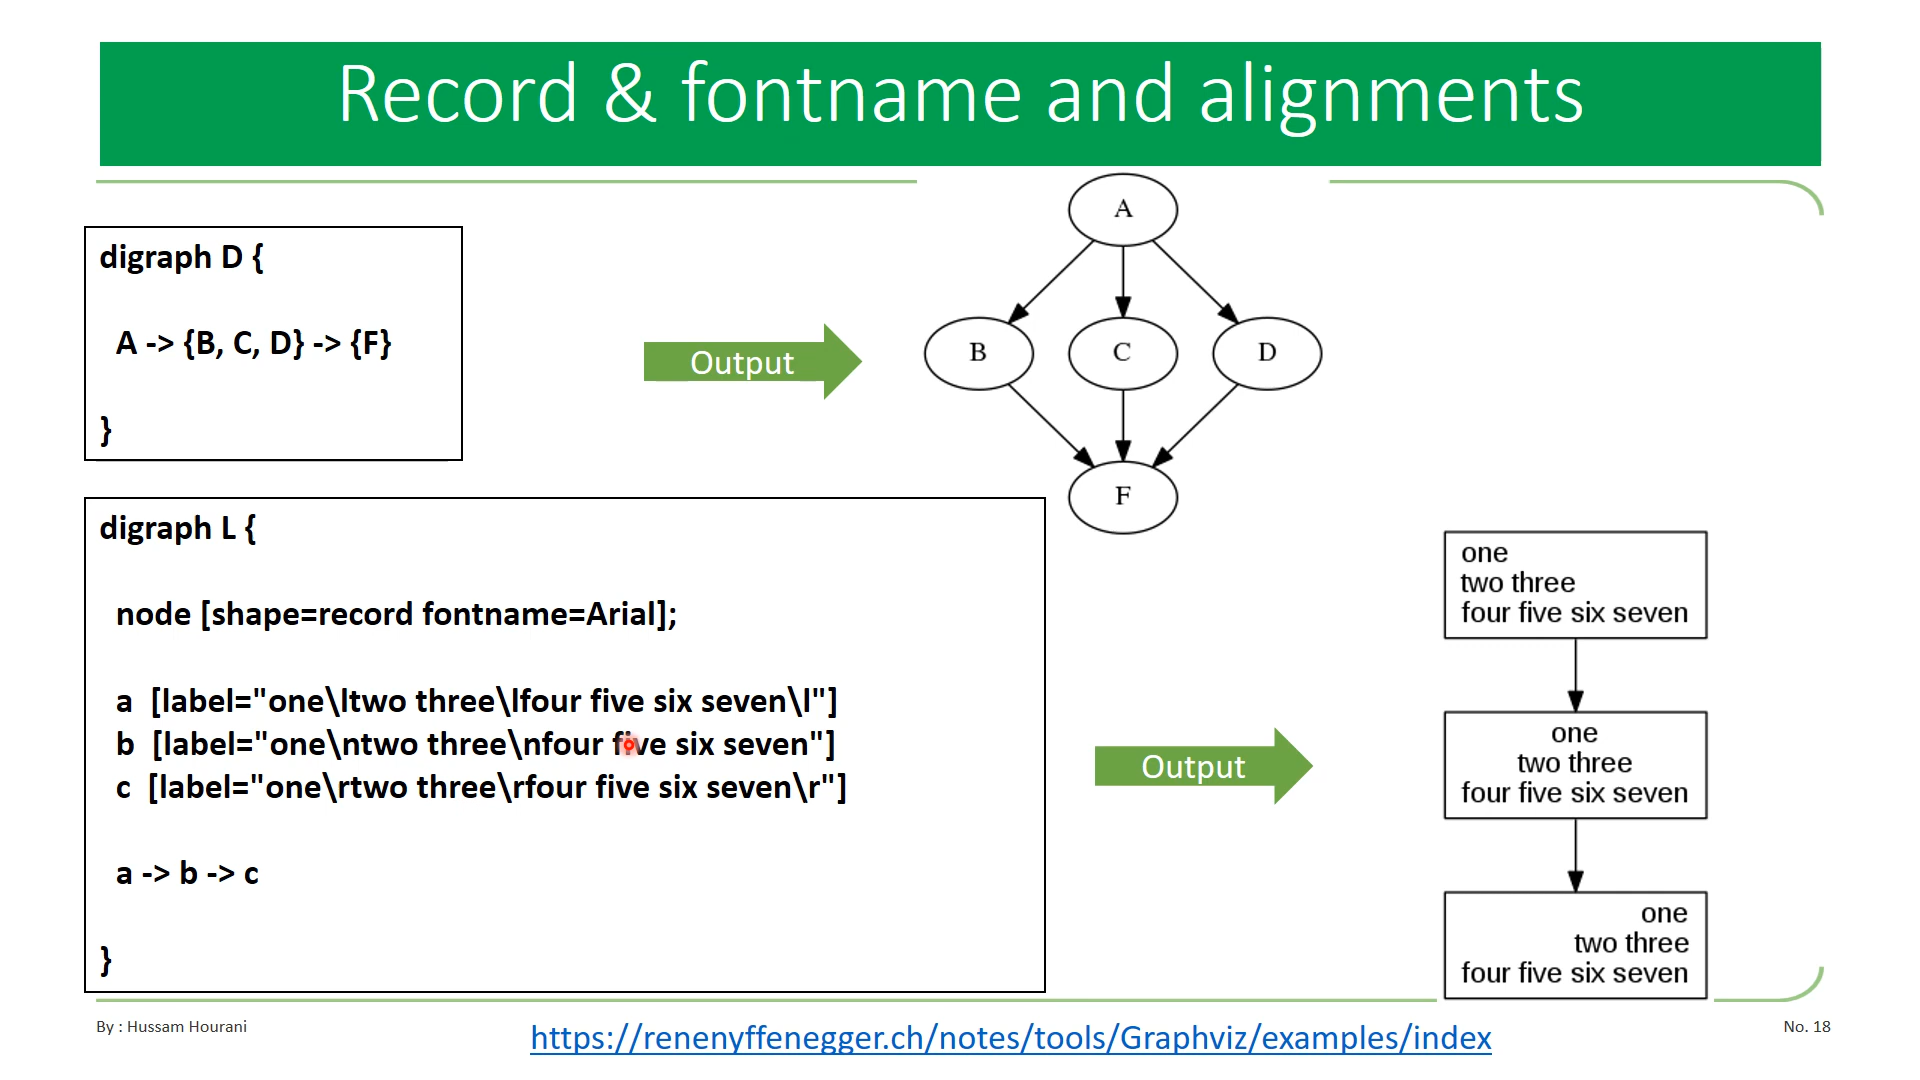 Record & fontname and alignments
digraph D {
A -> {B, C, D} -> {F}
}
Output
A
B
C
D
F
digraph L {
node [shape=record fontname=Arial];
a [label="one\ltwo three\lfour five six seven\l"]
b [label="one\ntwo three\nfour five six seven"]
c [label="one\rtwo three\rfour five six seven\r"]
a -> b -> c
}
Output
one
two three
four five six seven
one
two three
four five six seven
one
two three
four five six seven
By : Hussam Hourani
https://renenyffenegger.ch/notes/tools/Graphviz/examples/index
No. 18